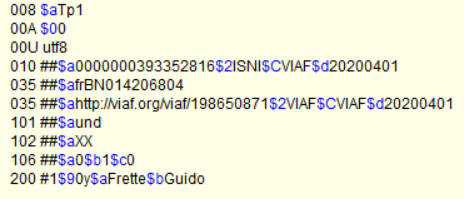 008 $aTp1
00A $00
00U utf8
010 ##$a0000000393352816$2ISNI$CVIAF$d20200401
035 ##$afrBN014206804
035 ##$ahttp://viaf.org/viaf/198650871$2VIAF$CVIAF$d20200401
101 ##$aund
102 ##$aXX
106 ##$a0$b1$c0
200 #1$90y$aFrette$bGuido